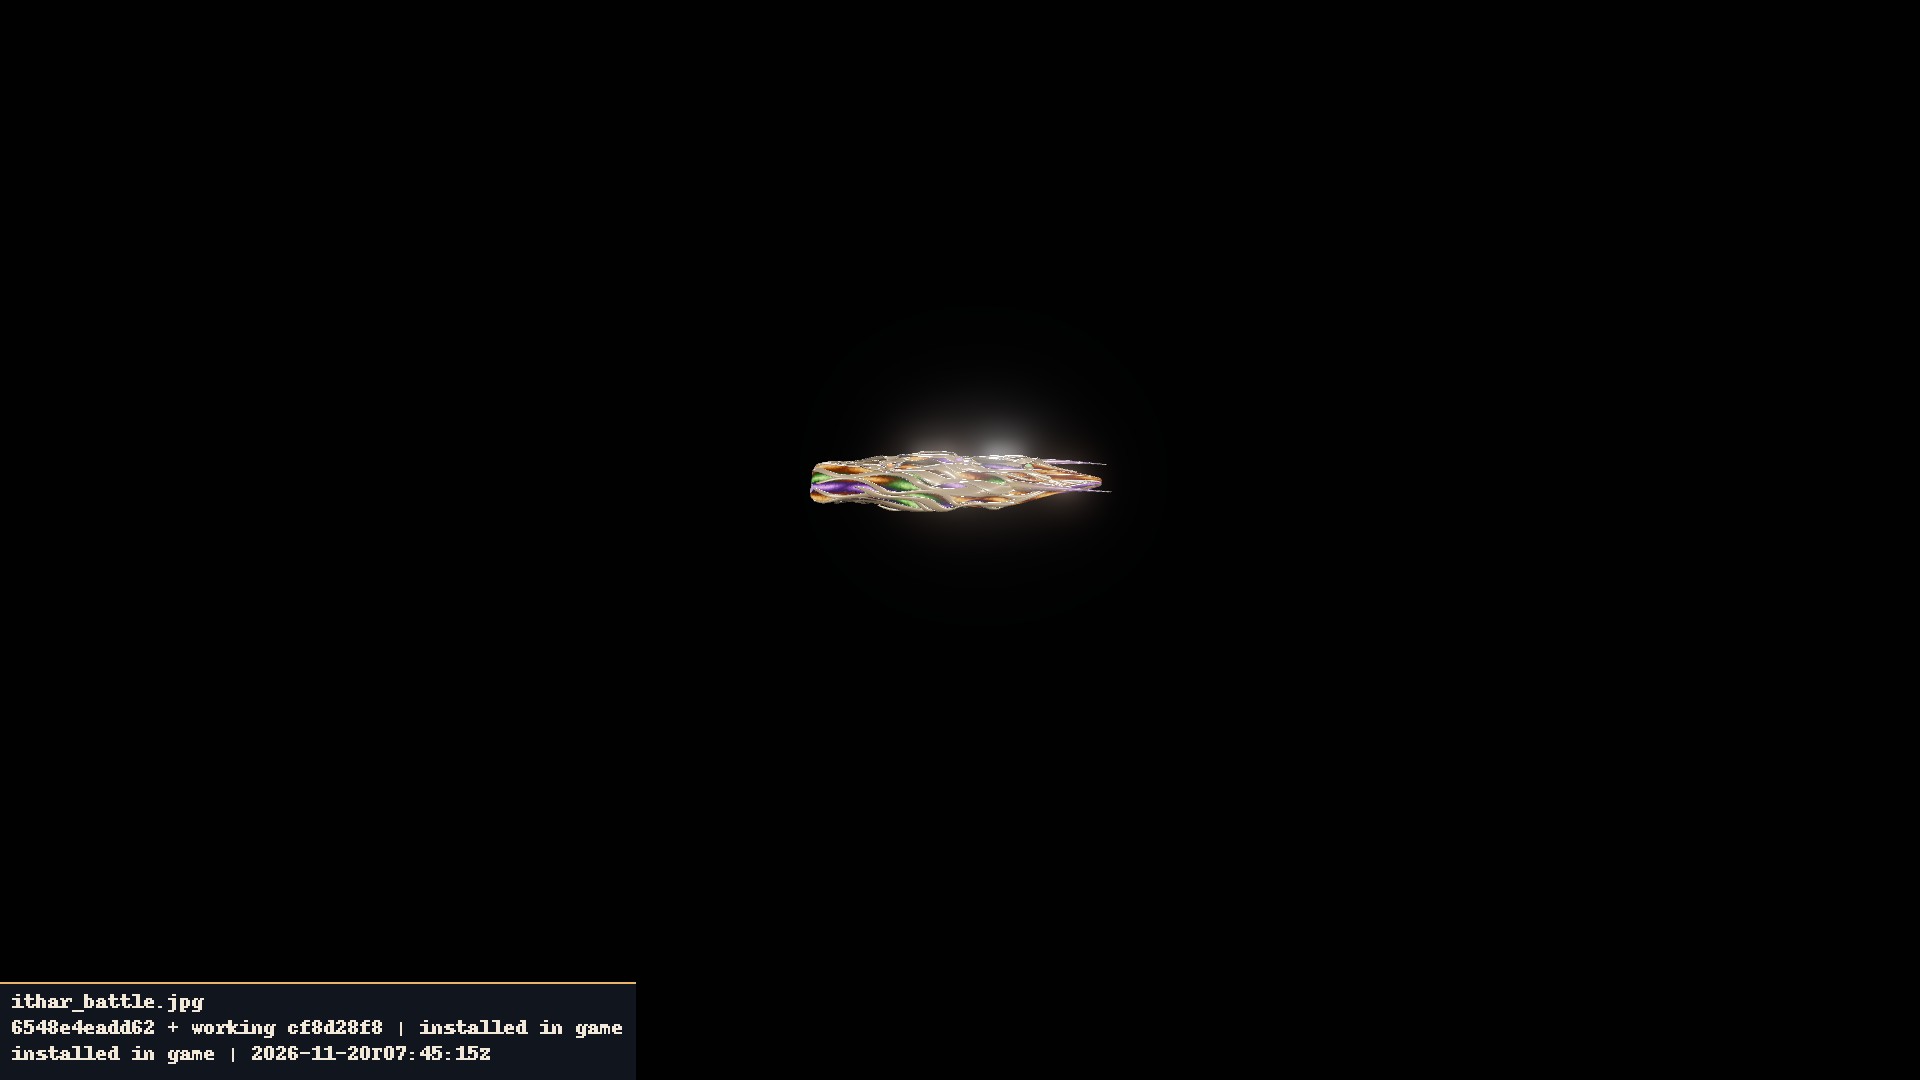 ithar_battle.jpg
6548e4eadd62 + working cf8d28f8 | installed in game
installed in game | 2026-11-20T07:45:15Z